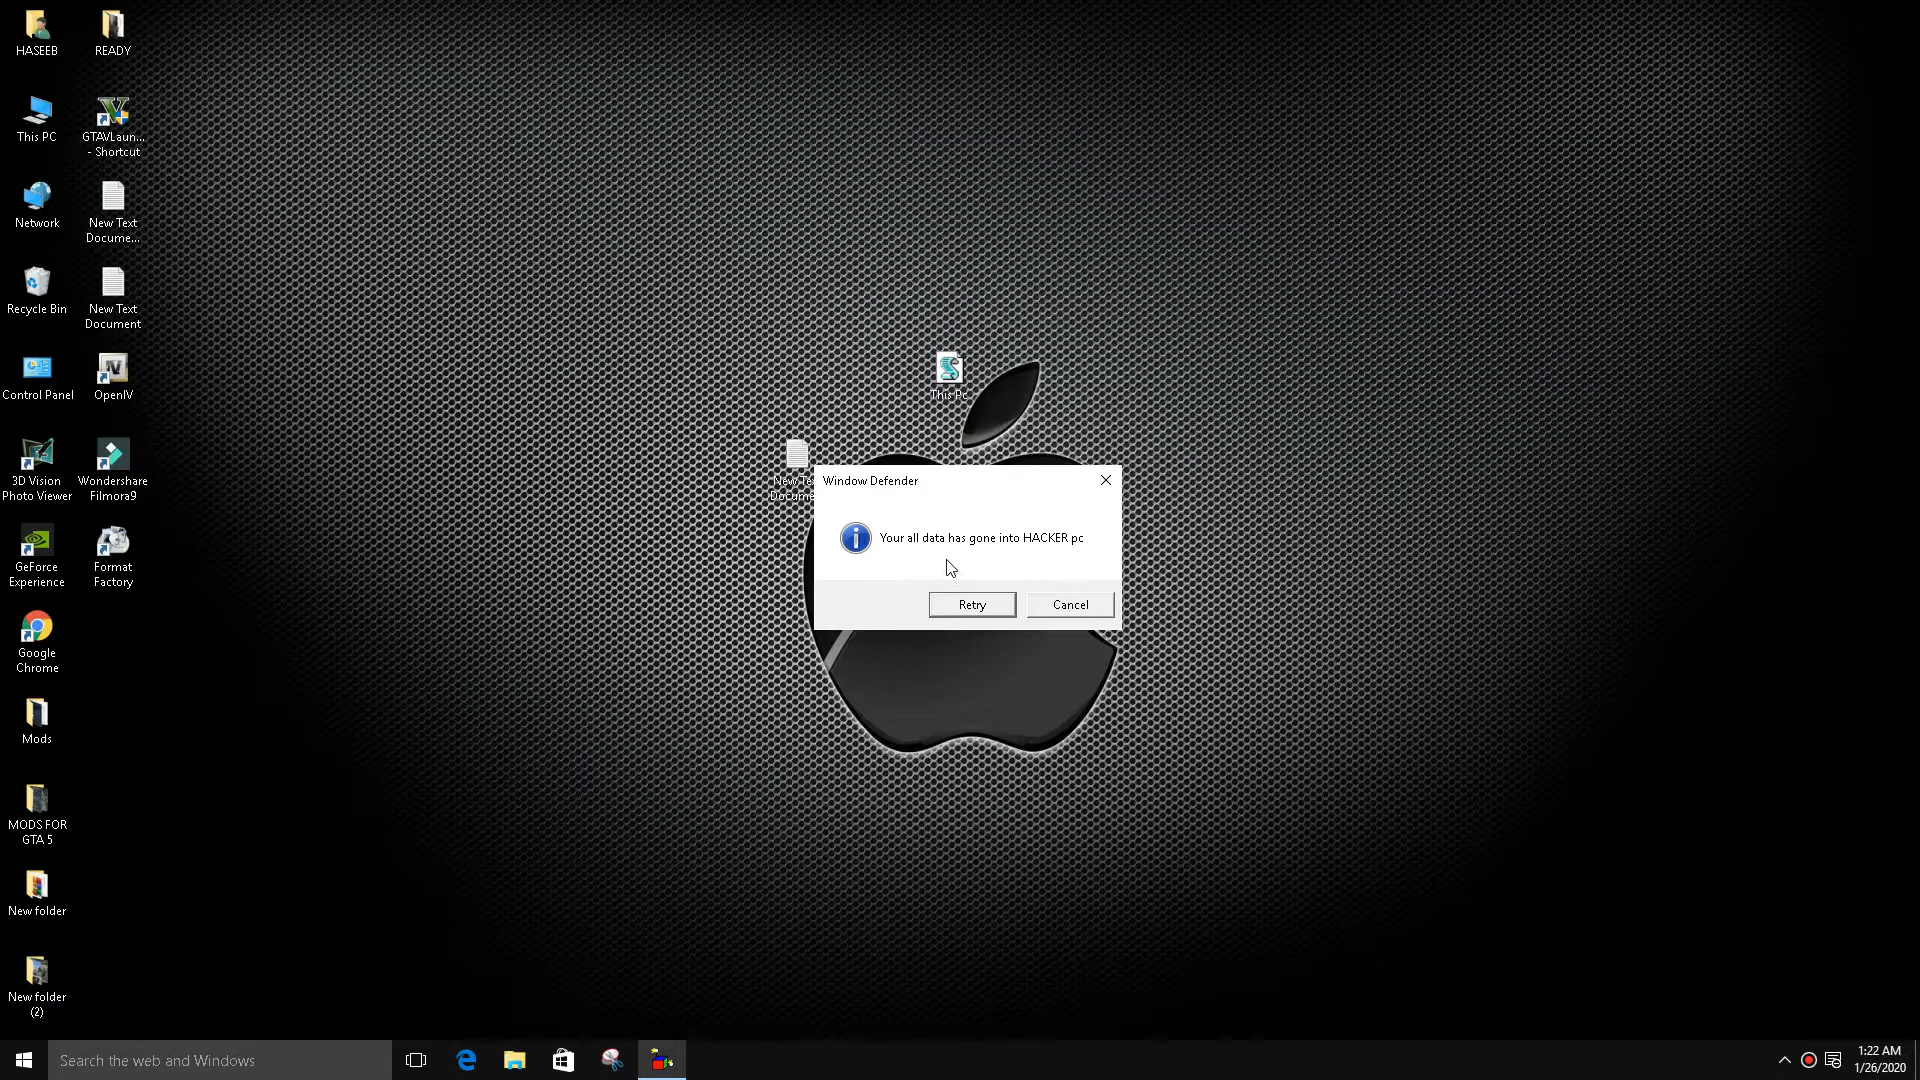 HASEEB
READY
This PC
GTAVLaun...
- Shortcut
Network
New Text
Docume...
Recycle Bin
New Text
Document
Control Panel
OpenIV
3D Vision
Photo Viewer
Wondershare
Filmora9
GeForce
Experience
Format
Factory
Google
Chrome
Mods
MODS FOR
GTA 5
New folder
New folder
(2)
This Pc
New Te
Docume
Window Defender
Your all data has gone into HACKER pc
Retry
Cancel
Search the web and Windows
1:22 AM
1/26/2020